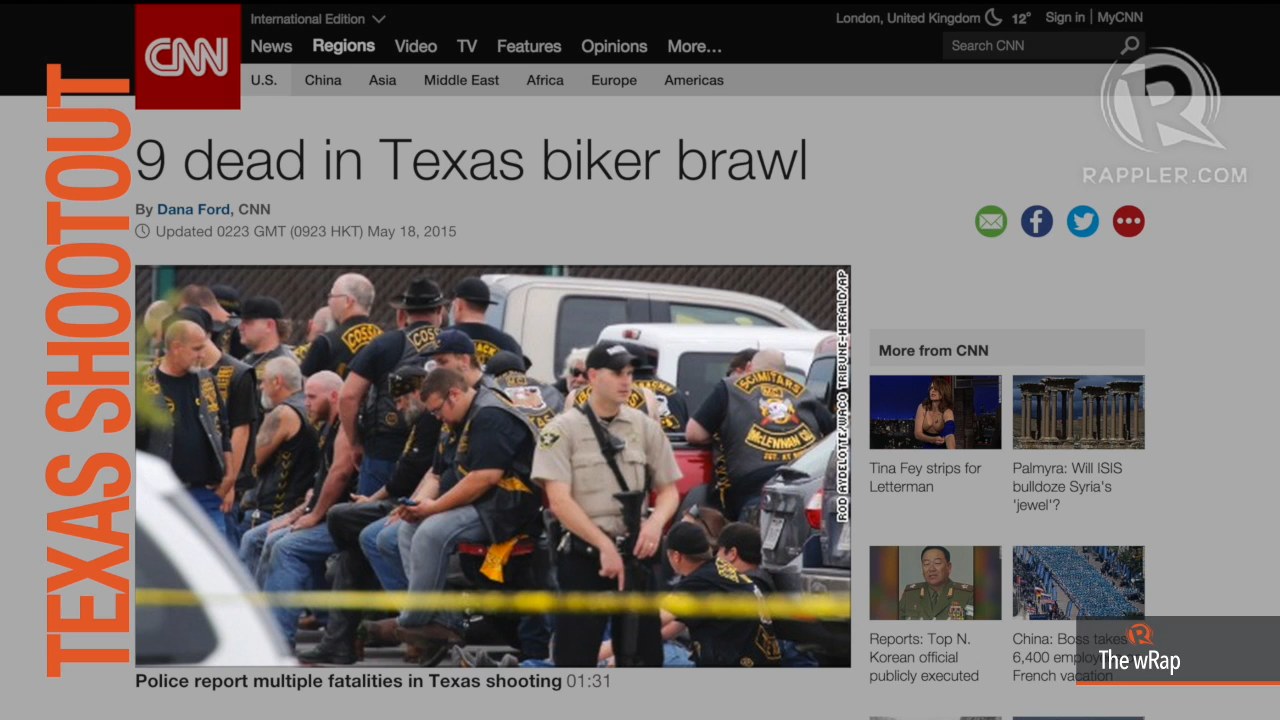 TEXAS SHOOTOUT
CNN
International Edition
London, United Kingdom 12° Sign in | MyCNN
News Regions Video TV Features Opinions More...
Search CNN
U.S. China Asia Middle East Africa Europe Americas
R
RAPPLER.COM
9 dead in Texas biker brawl
By Dana Ford, CNN
Updated 0223 GMT (0923 HKT) May 18, 2015
COSS
COSS
SCIMITARS
MC
McLENNAN CO
SGT. AT
ROD AYDELOTTE/WACO TRIBUNE-HERALD/AP
Police report multiple fatalities in Texas shooting 01:31
More from CNN
Tina Fey strips for
Letterman
Palmyra: Will ISIS
bulldoze Syria's
'jewel'?
Reports: Top N.
Korean official
publicly executed
China: Boss takes
6,400 employ
French vacation
The wRap